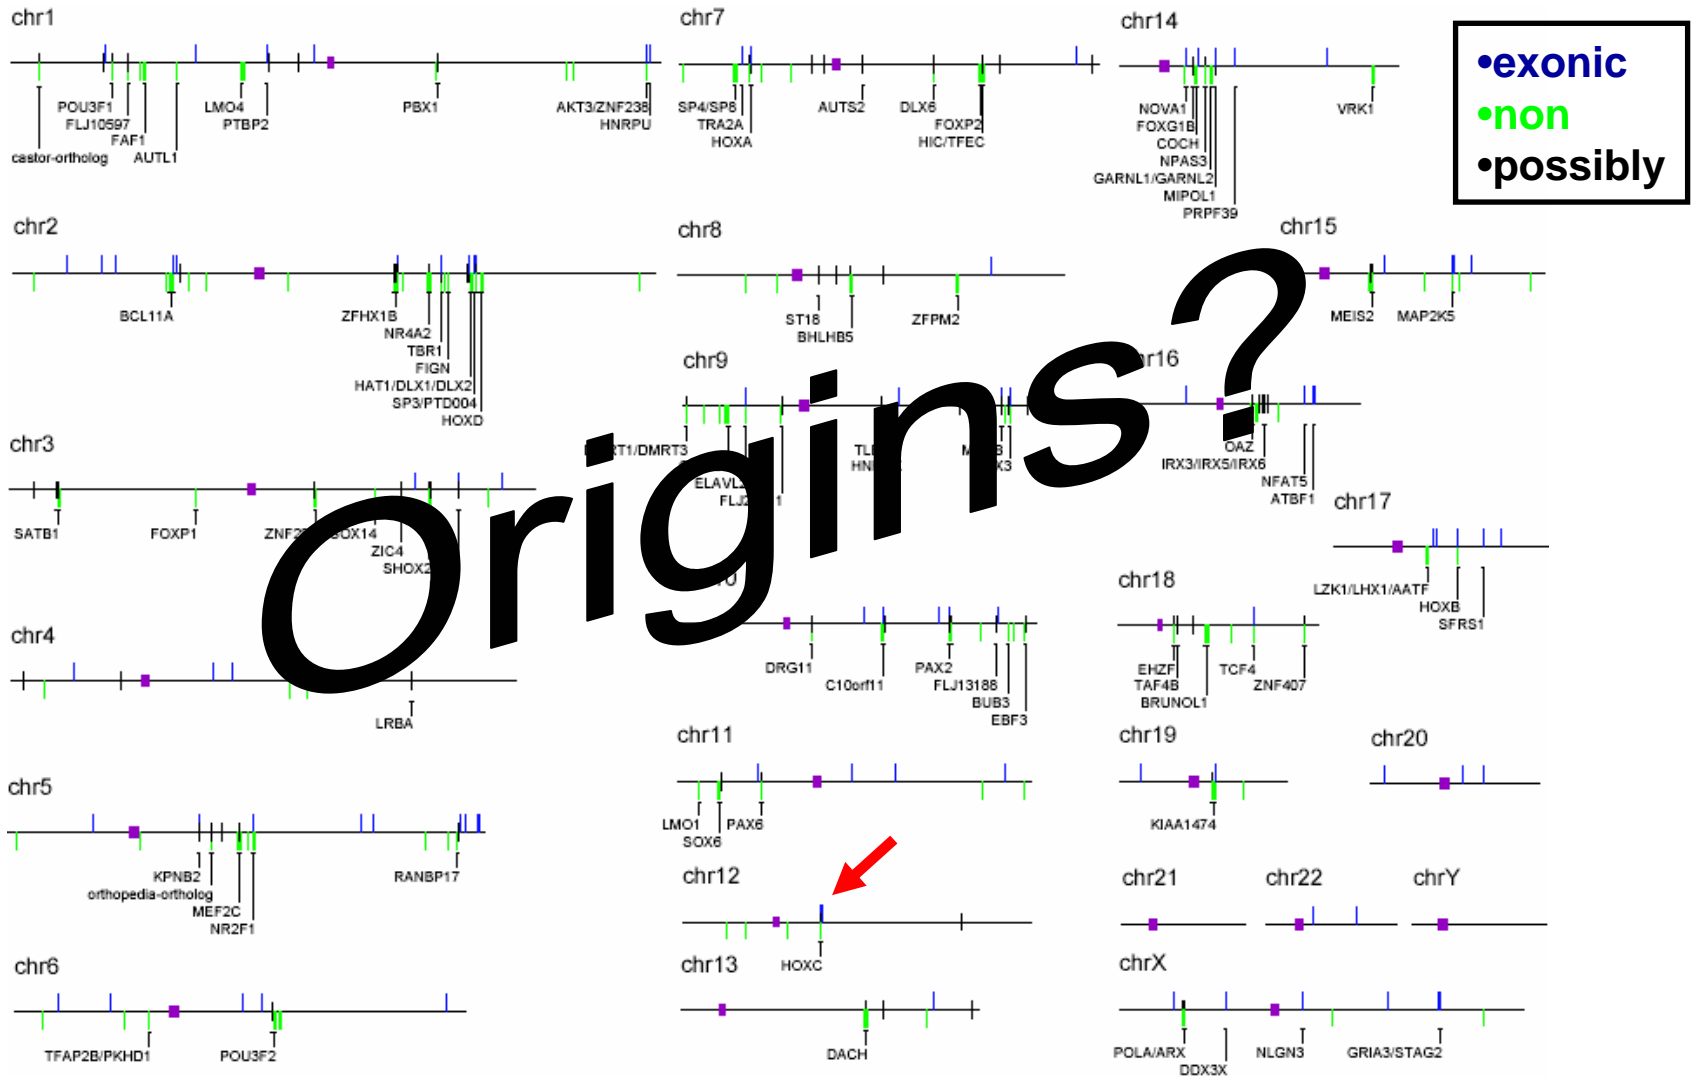 chr1
POU3F1
FLJ10597
FAF1
castor-ortholog
AUTL1
LMO4
PTBP2
PBX1
AKT3/ZNF238
HNRPU
chr2
BCL11A
ZFHX1B
NR4A2
TBR1
FIGN
HAT1/DLX1/DLX2
SP3/PTD004
HOXD
chr3
SATB1
FOXP1
ZIC4
chr4
LRBA
chr5
KPNB2
orthopedia-ortholog
MEF2C
NR2F1
RANBP17
chr6
TFAP2B/PKHD1
POU3F2
chr7
SP4/SP8
TRA2A
HOXA
AUTS2
DLX6
FOXP2
HIC/TFEC
chr8
ST18
BHLHB5
ZFPM2
chr9
DRG11
C10orf11
PAX2
FLJ13188
BUB3
EBF3
chr11
LMO1
SOX6
PAX6
chr12
HOXC
chr13
DACH
chr14
NOVA1
FOXG1B
COCH
NPAS3
GARNL1/GARNL2
MIPOL1
PRPF39
VRK1
chr15
MEIS2
MAP2K5
OAZ
IRX3/IRX5/IRX6
NFAT5
ATBF1
chr17
LZK1/LHX1/AATF
HOXB
SFRS1
chr18
EHZF
TAF4B
BRUNOL1
TCF4
ZNF407
chr19
KIAA1474
chr20
chr21
chr22
chrY
chrX
POLA/ARX
DDX3X
NLGN3
GRIA3/STAG2
•exonic
•non
•possibly
Origins?